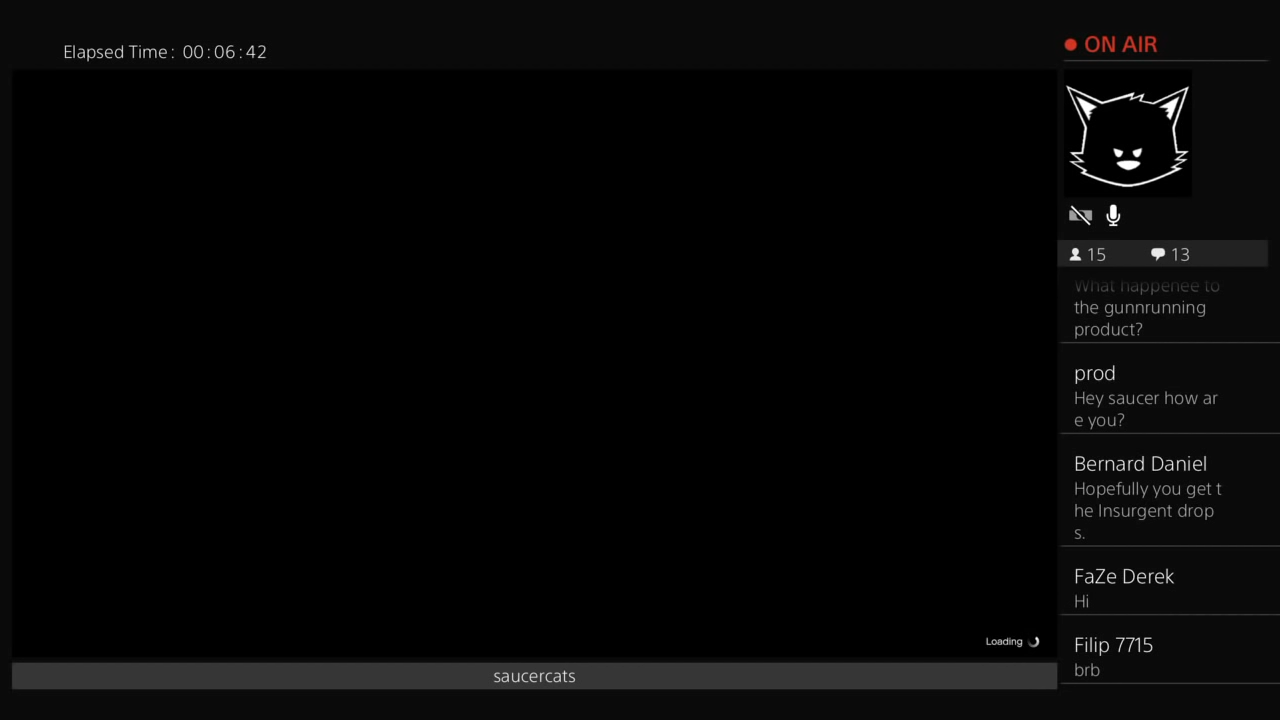 Elapsed Time: 00:06:42
ON AIR
15 13
What happenee to
the gunnrunning
product?
prod
Hey saucer how ar
e you?
Bernard Daniel
Hopefully you get t
he Insurgent drop
s.
FaZe Derek
Hi
Filip 7715
brb
Loading
saucercats